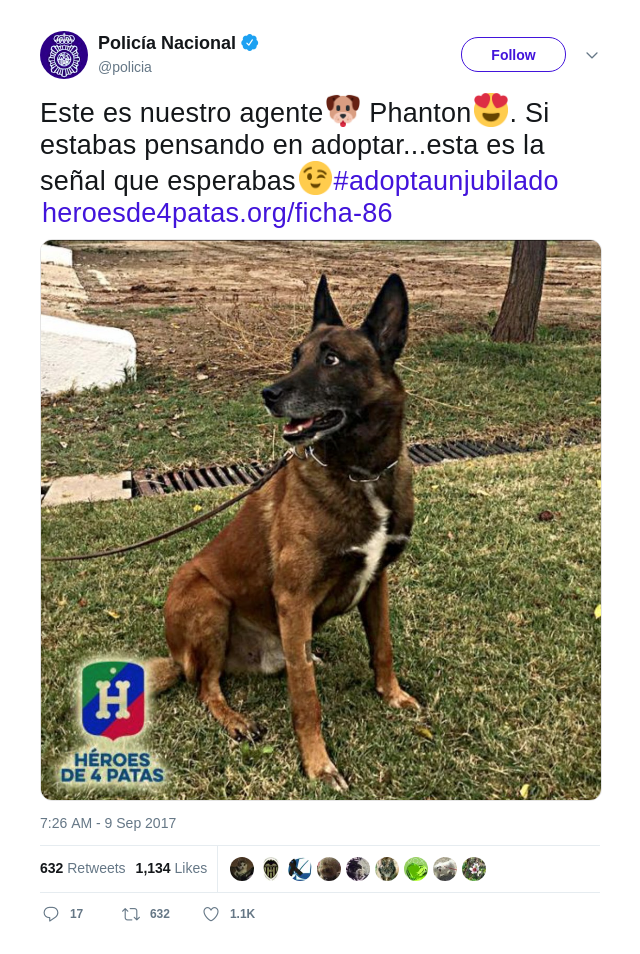 Policía Nacional
@policia
Follow
Este es nuestro agente🐶 Phanton😍. Si
estabas pensando en adoptar...esta es la
señal que esperabas😉#adoptaunjubilado
heroesde4patas.org/ficha-86
H
HÉROES
DE 4 PATAS
7:26 AM - 9 Sep 2017
632 Retweets 1,134 Likes
17 632 1.1K